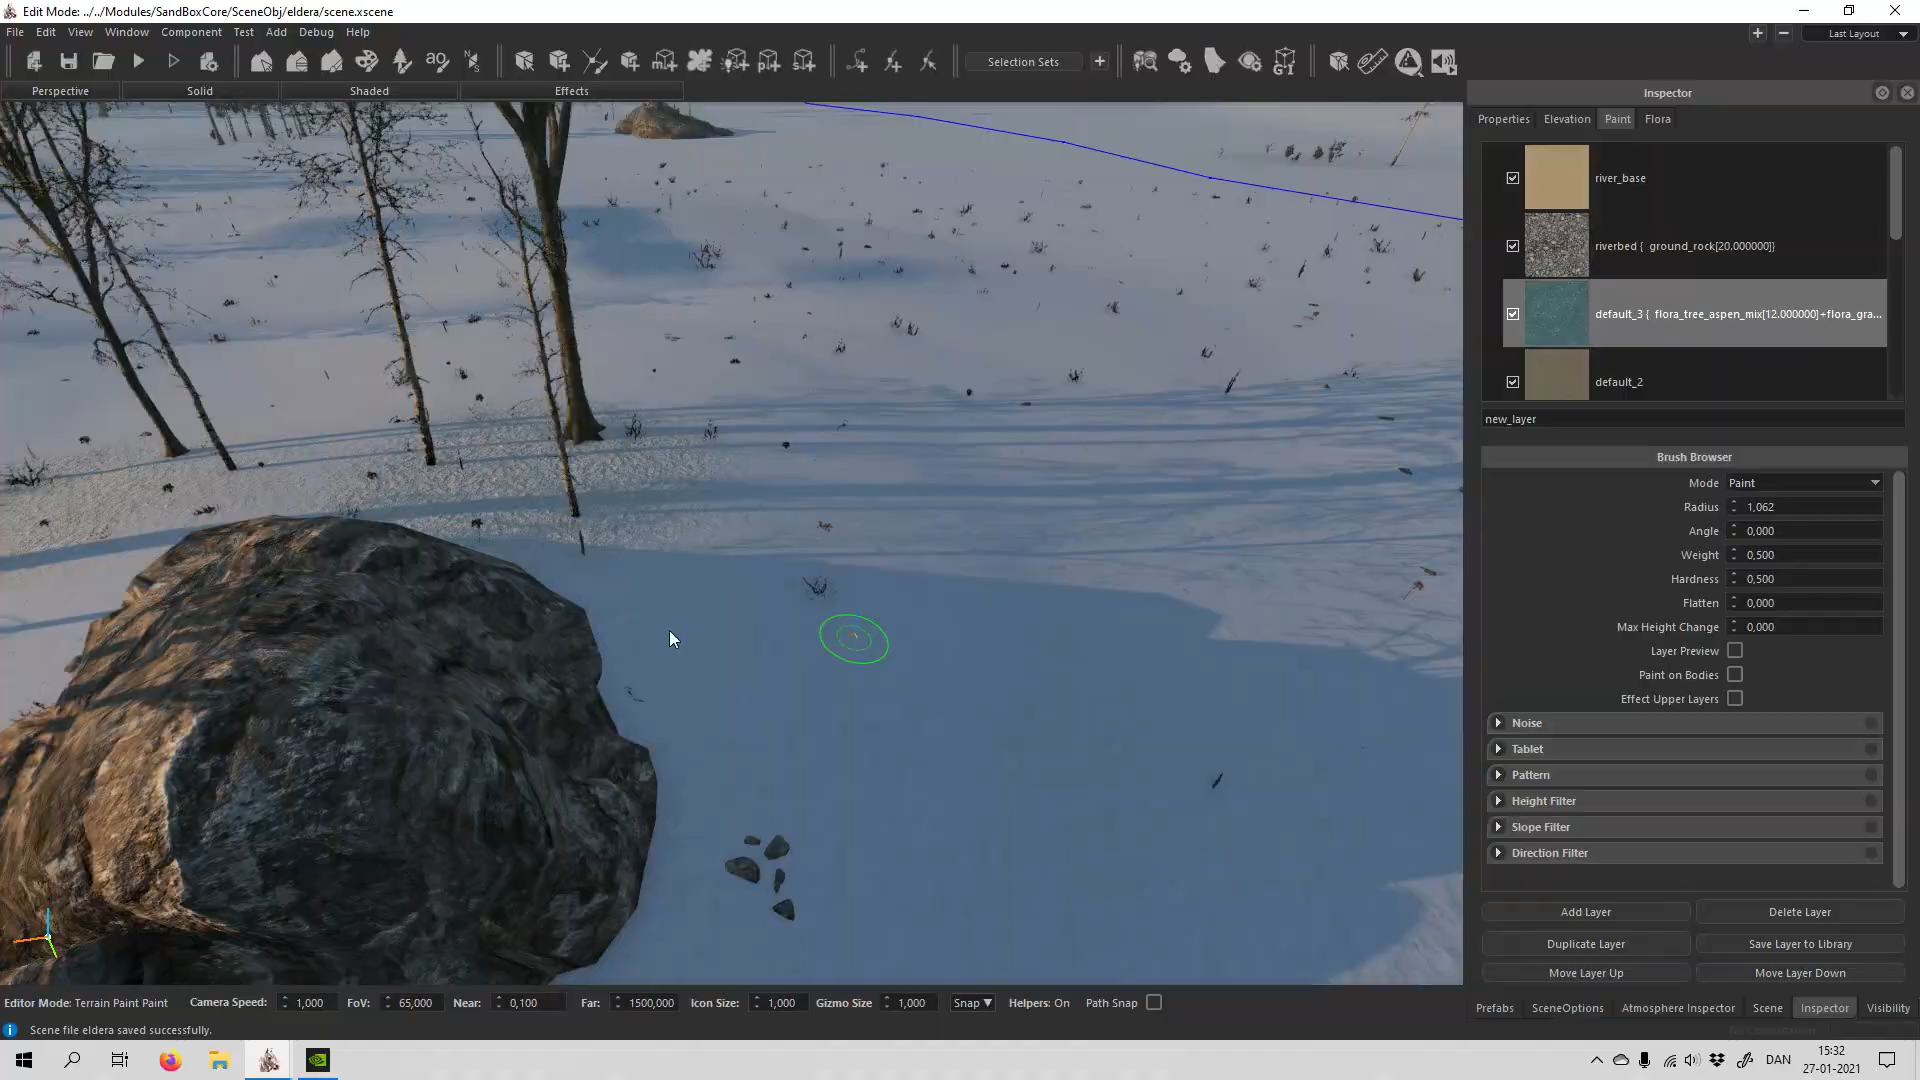 Edit Mode: ../../Modules/SandBoxCore/SceneObj/eldera/scene.xscene
File Edit View Window Component Test Add Debug Help
Last Layout
ao
Selection Sets
GI
Perspective Solid Shaded Effects
Inspector
Properties Elevation Paint Flora
river_base
riverbed { ground_rock[20.000000]}
default_3 { flora_tree_aspen_mix[12.000000]+flora_gra...
default_2
new_layer
Brush Browser
Mode Paint
Radius 1,062
Angle 0,000
Weight 0,500
Hardness 0,500
Flatten 0,000
Max Height Change 0,000
Layer Preview
Paint on Bodies
Effect Upper Layers
Noise
Tablet
Pattern
Height Filter
Slope Filter
Direction Filter
Add Layer Delete Layer
Duplicate Layer Save Layer to Library
Move Layer Up Move Layer Down
Editor Mode: Terrain Paint Paint Camera Speed: 1,000 FoV: 65,000 Near: 0,100 Far: 1500,000 Icon Size: 1,000 Gizmo Size 1,000 Snap Helpers: On Path Snap
Prefabs SceneOptions Atmosphere Inspector Scene Inspector Visibility
Scene file eldera saved successfully.
DAN
15:32
27-01-2021